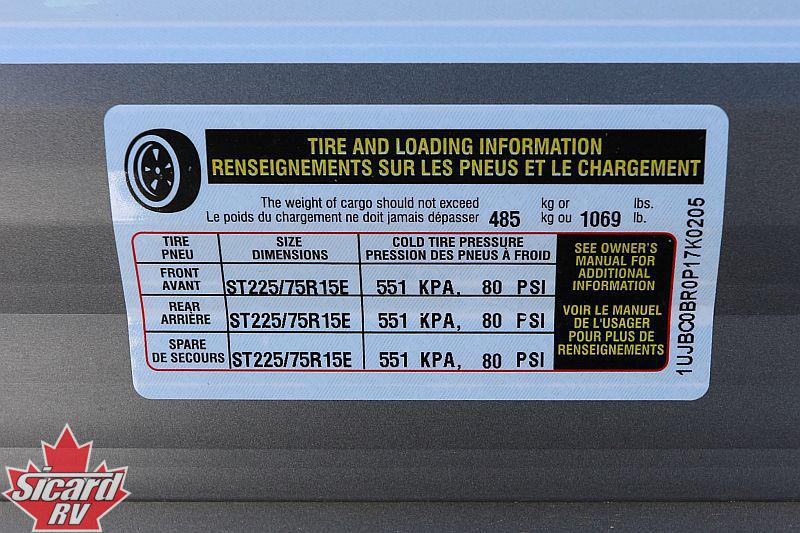 TIRE AND LOADING INFORMATION
RENSEIGNEMENTS SUR LES PNEUS ET LE CHARGEMENT
The weight of cargo should not exceed kg or lbs.
Le poids du chargement ne doit jamais dépasser 485 kg ou 1069 lb.
TIRE SIZE COLD TIRE PRESSURE
PNEU DIMENSIONS PRESSION DES PNEUS À FROID
FRONT
AVANT ST225/75R15E 551 KPA, 80 PSI
REAR
ARRIÈRE ST225/75R15E 551 KPA, 80 FSI
SPARE
DE SECOURS ST225/75R15E 551 KPA, 80 PSI
SEE OWNER'S
MANUAL FOR
ADDITIONAL
INFORMATION
VOIR LE MANUEL
DE L'USAGER
POUR PLUS DE
RENSEIGNEMENTS
1UJBC0BR0P17K0205
Sicard
RV